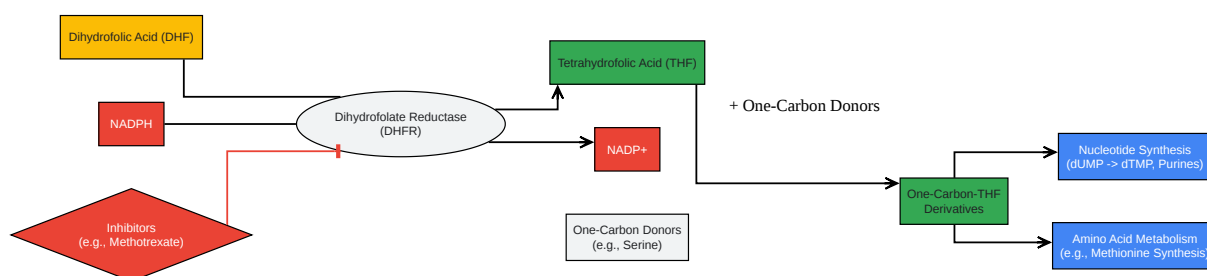 Dihydrofolic Acid (DHF)
Tetrahydrofolic Acid (THF)
+ One-Carbon Donors
NADPH
Dihydrofolate Reductase
(DHFR)
NADP+
Nucleotide Synthesis
(dUMP -> dTMP, Purines)
One-Carbon-THF
Derivatives
Inhibitors
(e.g., Methotrexate)
One-Carbon Donors
(e.g., Serine)
Amino Acid Metabolism
(e.g., Methionine Synthesis)